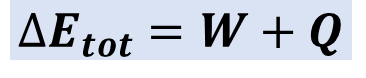 ΔE_tot = W + Q